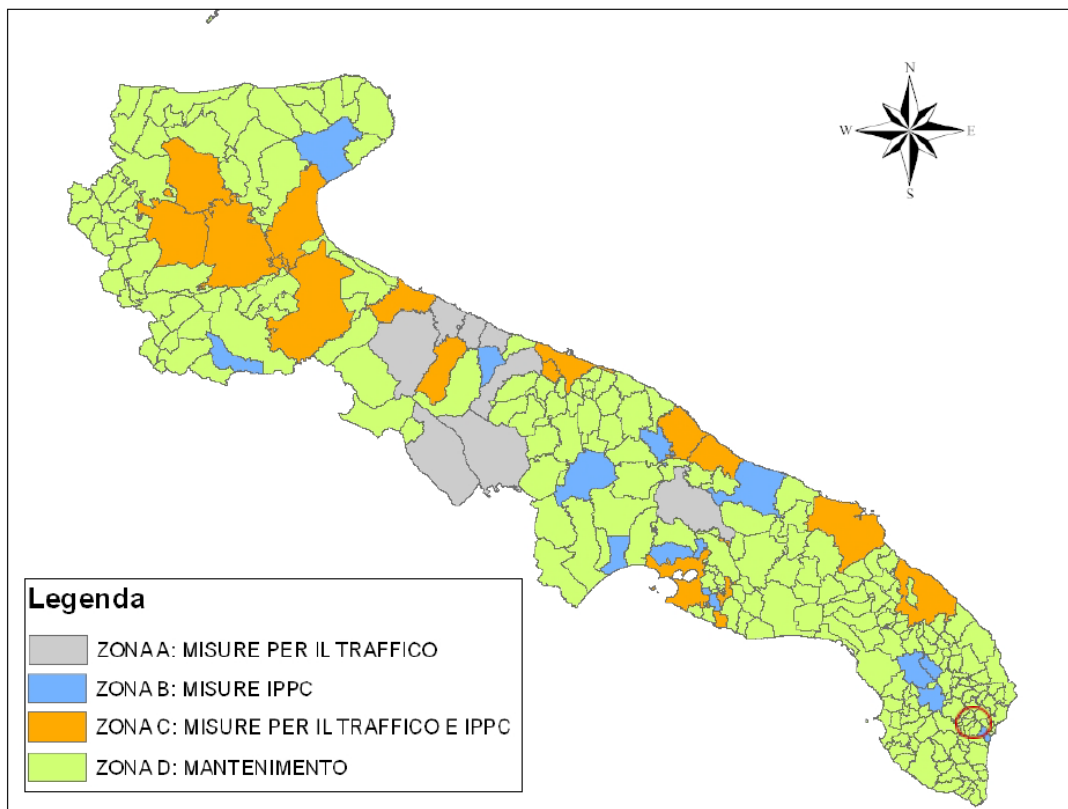 N
W E
S
Legenda
ZONA A: MISURE PER IL TRAFFICO
ZONA B: MISURE IPPC
ZONA C: MISURE PER IL TRAFFICO E IPPC
ZONA D: MANTENIMENTO